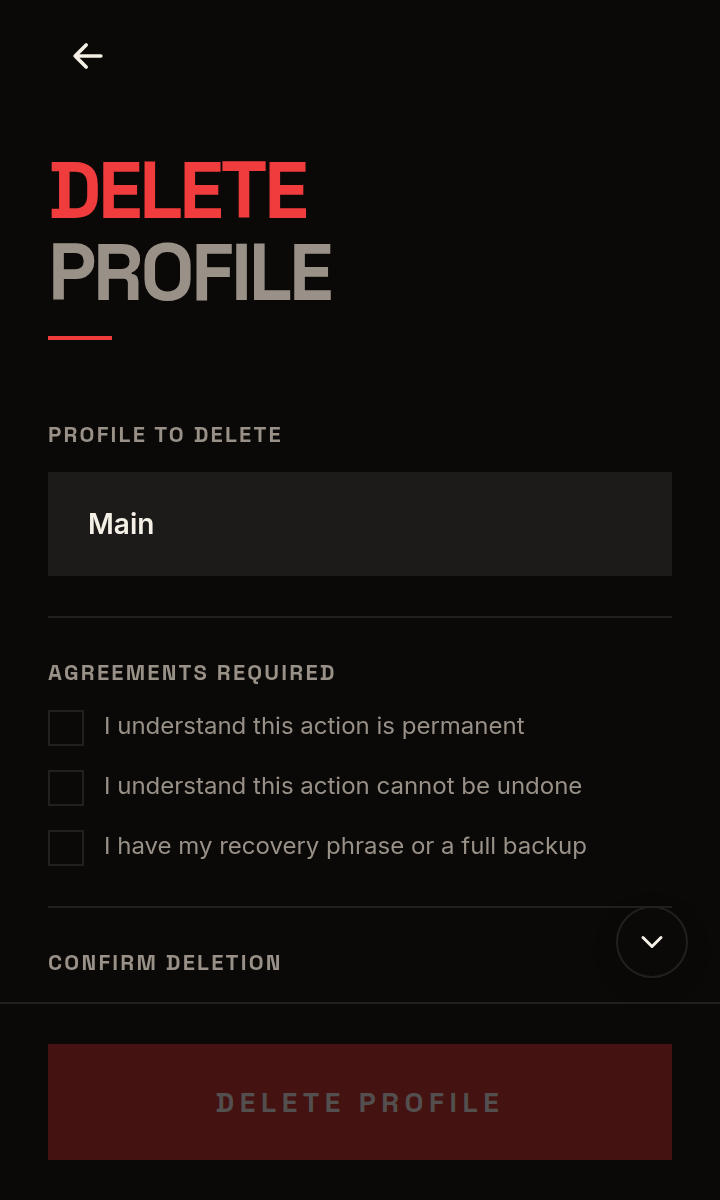 DELETE
PROFILE
PROFILE TO DELETE
Main
AGREEMENTS REQUIRED
I understand this action is permanent
I understand this action cannot be undone
I have my recovery phrase or a full backup
CONFIRM DELETION
DELETE PROFILE